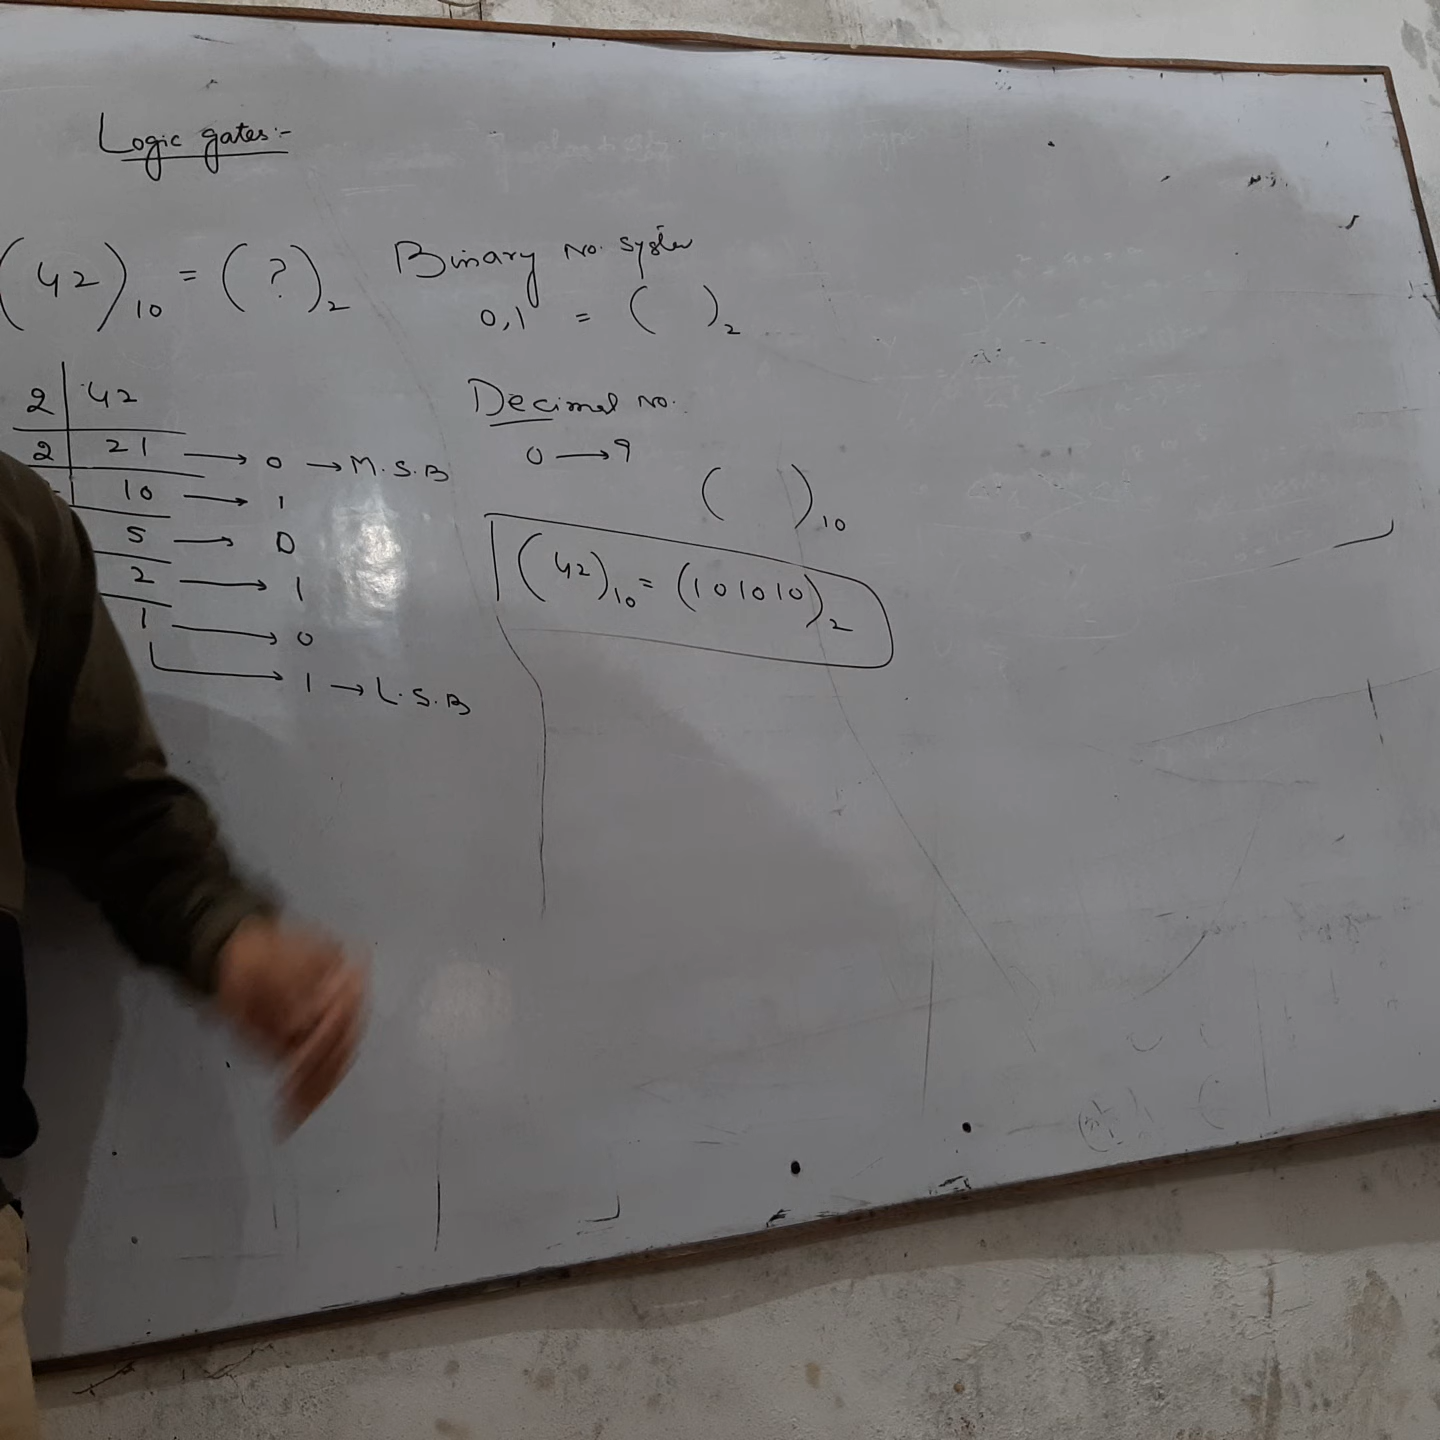 Logic gates:-
(42)10 = (?)2
Binary No. system
0,1 = ( )2
2 | 42
2 | 21 → 0 → M.S.B
10 → 1
5 → 0
2 → 1
1 → 0
1 → L.S.B
Decimal No.
0 → 9
( )10
(42)10 = (101010)2